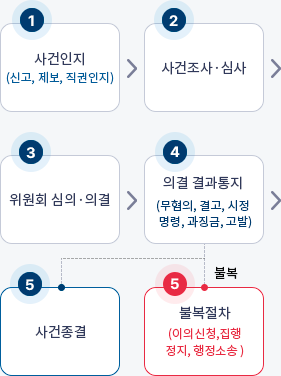 1
사건인지
(신고, 제보, 직권인지)
2
사건조사·심사
3
위원회 심의·의결
4
의결 결과통지
(무혐의, 결고, 시정
명령, 과징금, 고발)
불복
5
사건종결
5
불복절차
(이의신청,집행
정지, 행정소송 )